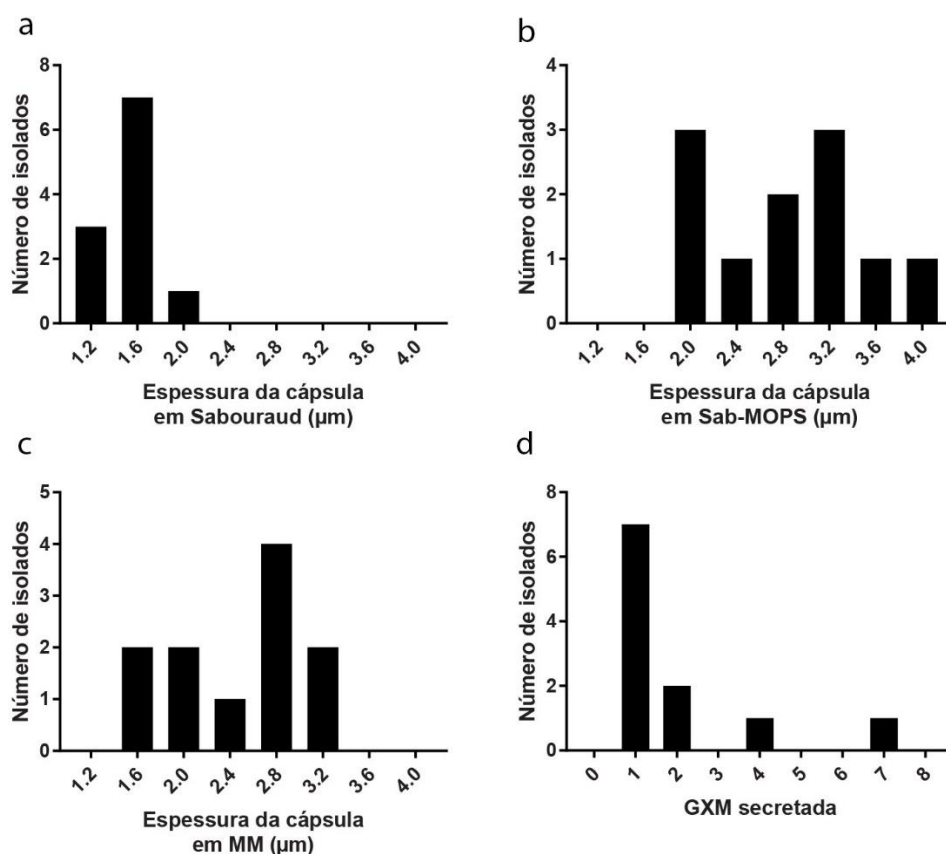 a
8
6
4
2
0
Número de isolados
1.2 1.6 2.0 2.4 2.8 3.2 3.6 4.0
Espessura da cápsula
em Sabouraud (µm)
b
4
3
2
1
0
Número de isolados
1.2 1.6 2.0 2.4 2.8 3.2 3.6 4.0
Espessura da cápsula
em Sab-MOPS (µm)
c
5
4
3
2
1
0
Número de isolados
1.2 1.6 2.0 2.4 2.8 3.2 3.6 4.0
Espessura da cápsula
em MM (µm)
d
8
6
4
2
0
Número de isolados
0 1 2 3 4 5 6 7 8
GXM secretada